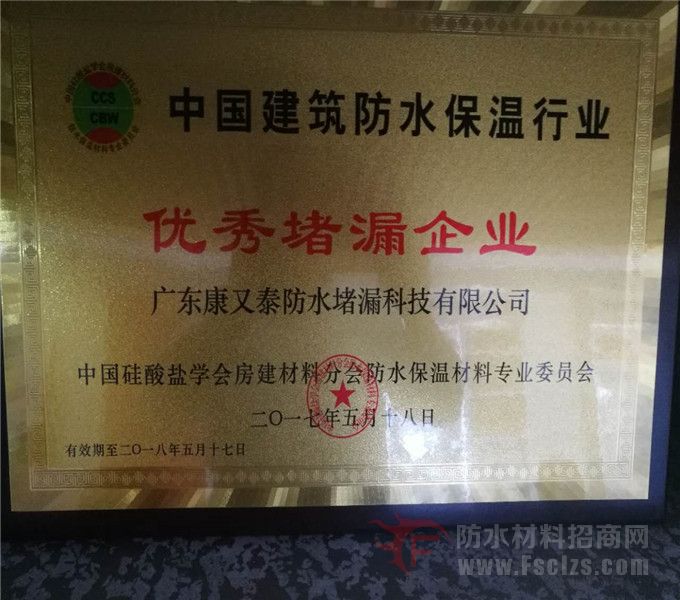 CCS
CBW
中国建筑防水保温行业
优秀堵漏企业
广东康又泰防水堵漏科技有限公司
中国硅酸盐学会房建材料分会防水保温材料专业委员会
二〇一七年五月十八日
有效期至二〇一八年五月十七日
防水材料招商网
www.Fsclzs.com